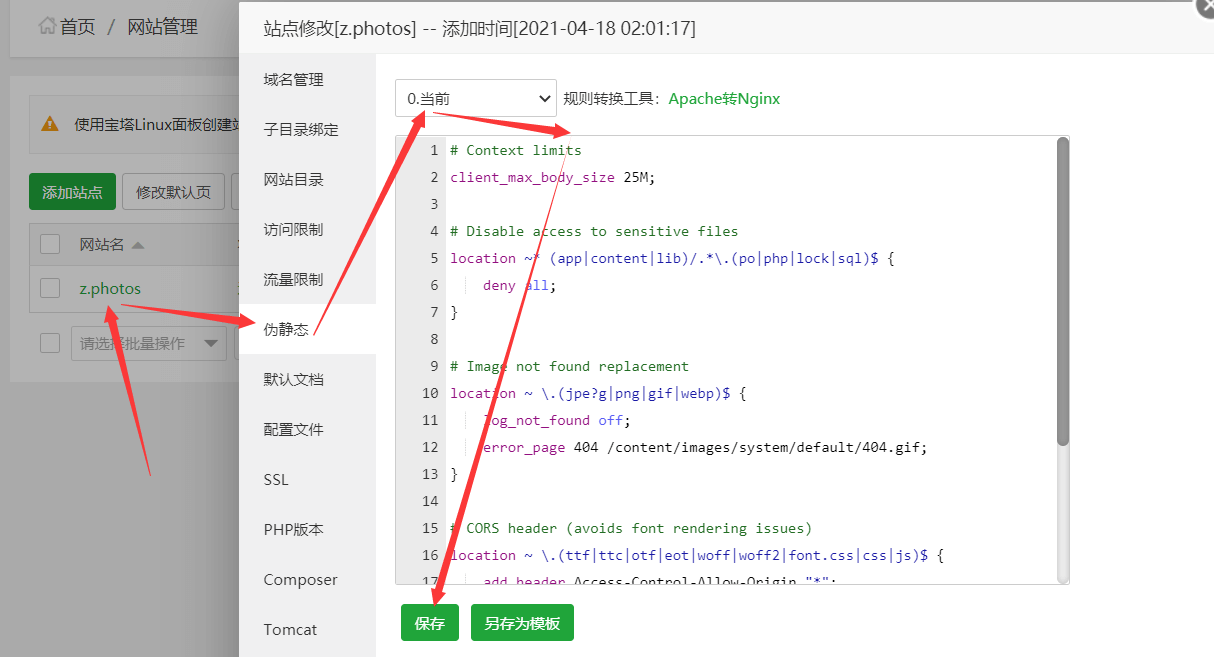 首页 / 网站管理
使用宝塔Linux面板创建
添加站点 修改默认页
网站名
z.photos
请选择批量操作
站点修改[z.photos] -- 添加时间[2021-04-18 02:01:17]
域名管理
子目录绑定
网站目录
访问限制
流量限制
伪静态
默认文档
配置文件
SSL
PHP版本
Composer
Tomcat
0.当前 规则转换工具： Apache转Nginx
1 # Context limits
2 client_max_body_size 25M;
3
4 # Disable access to sensitive files
5 location ~* (app|content|lib)/.*\.(po|php|lock|sql)$ {
6 deny all;
7 }
8
9 # Image not found replacement
10 location ~ \.(jpe?g|png|gif|webp)$ {
11 log_not_found off;
12 error_page 404 /content/images/system/default/404.gif;
13 }
14
15 # CORS header (avoids font rendering issues)
16 location ~ \.(ttf|ttc|otf|eot|woff|woff2|font.css|css|js)$ {
17 add_header Access-Control-Allow-Origin "*";
保存 另存为模板